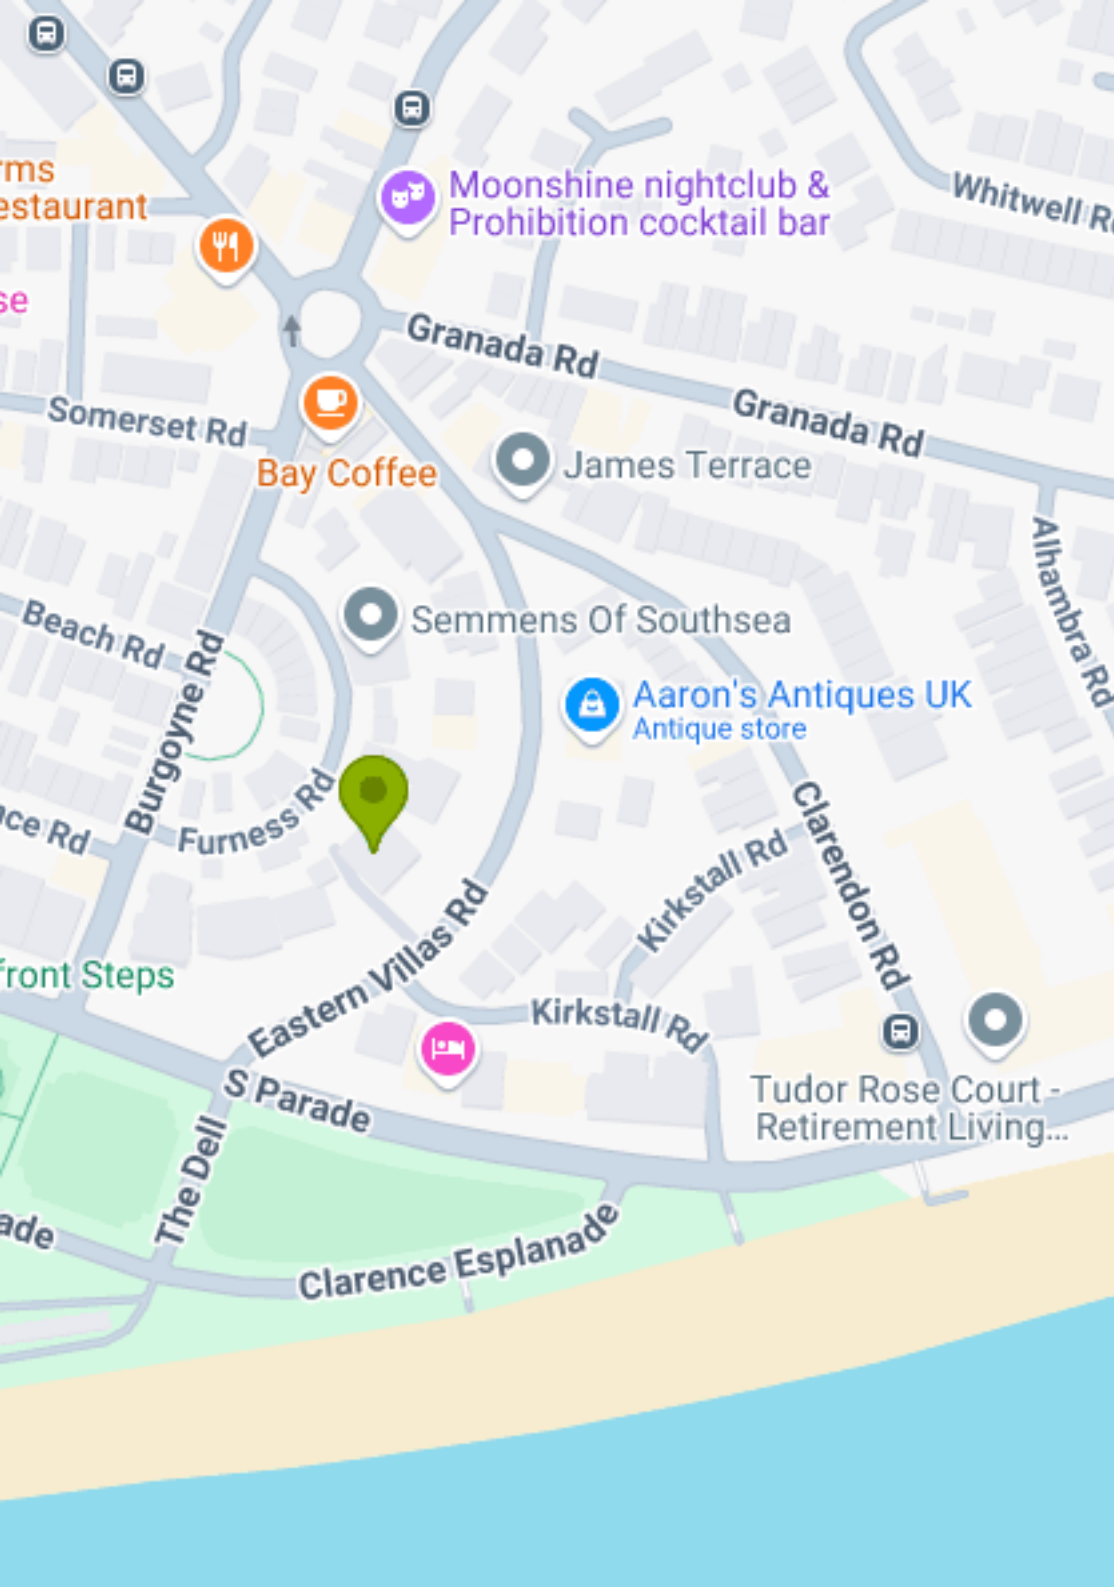 rms
estaurant
Moonshine nightclub &
Prohibition cocktail bar
Whitwell R
se
Granada Rd
Granada Rd
Somerset Rd
Bay Coffee
James Terrace
Alhambra Rd
Beach Rd
Semmens Of Southsea
Burgoyne Rd
Aaron's Antiques UK
Antique store
nce Rd
Furness Rd
Clarendon Rd
Kirkstall Rd
Eastern Villas Rd
front Steps
Kirkstall Rd
S Parade
Tudor Rose Court -
Retirement Living...
The Dell
ade
Clarence Esplanade